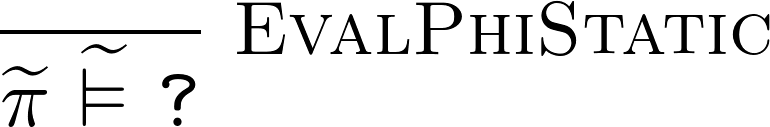 EVALPHISTATIC
π̃ ⊨̃ ?